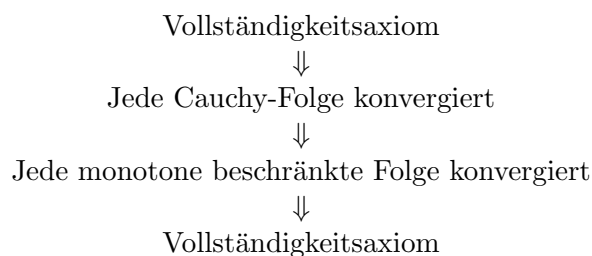 Vollständigkeitsaxiom
⇓
Jede Cauchy-Folge konvergiert
⇓
Jede monotone beschränkte Folge konvergiert
⇓
Vollständigkeitsaxiom